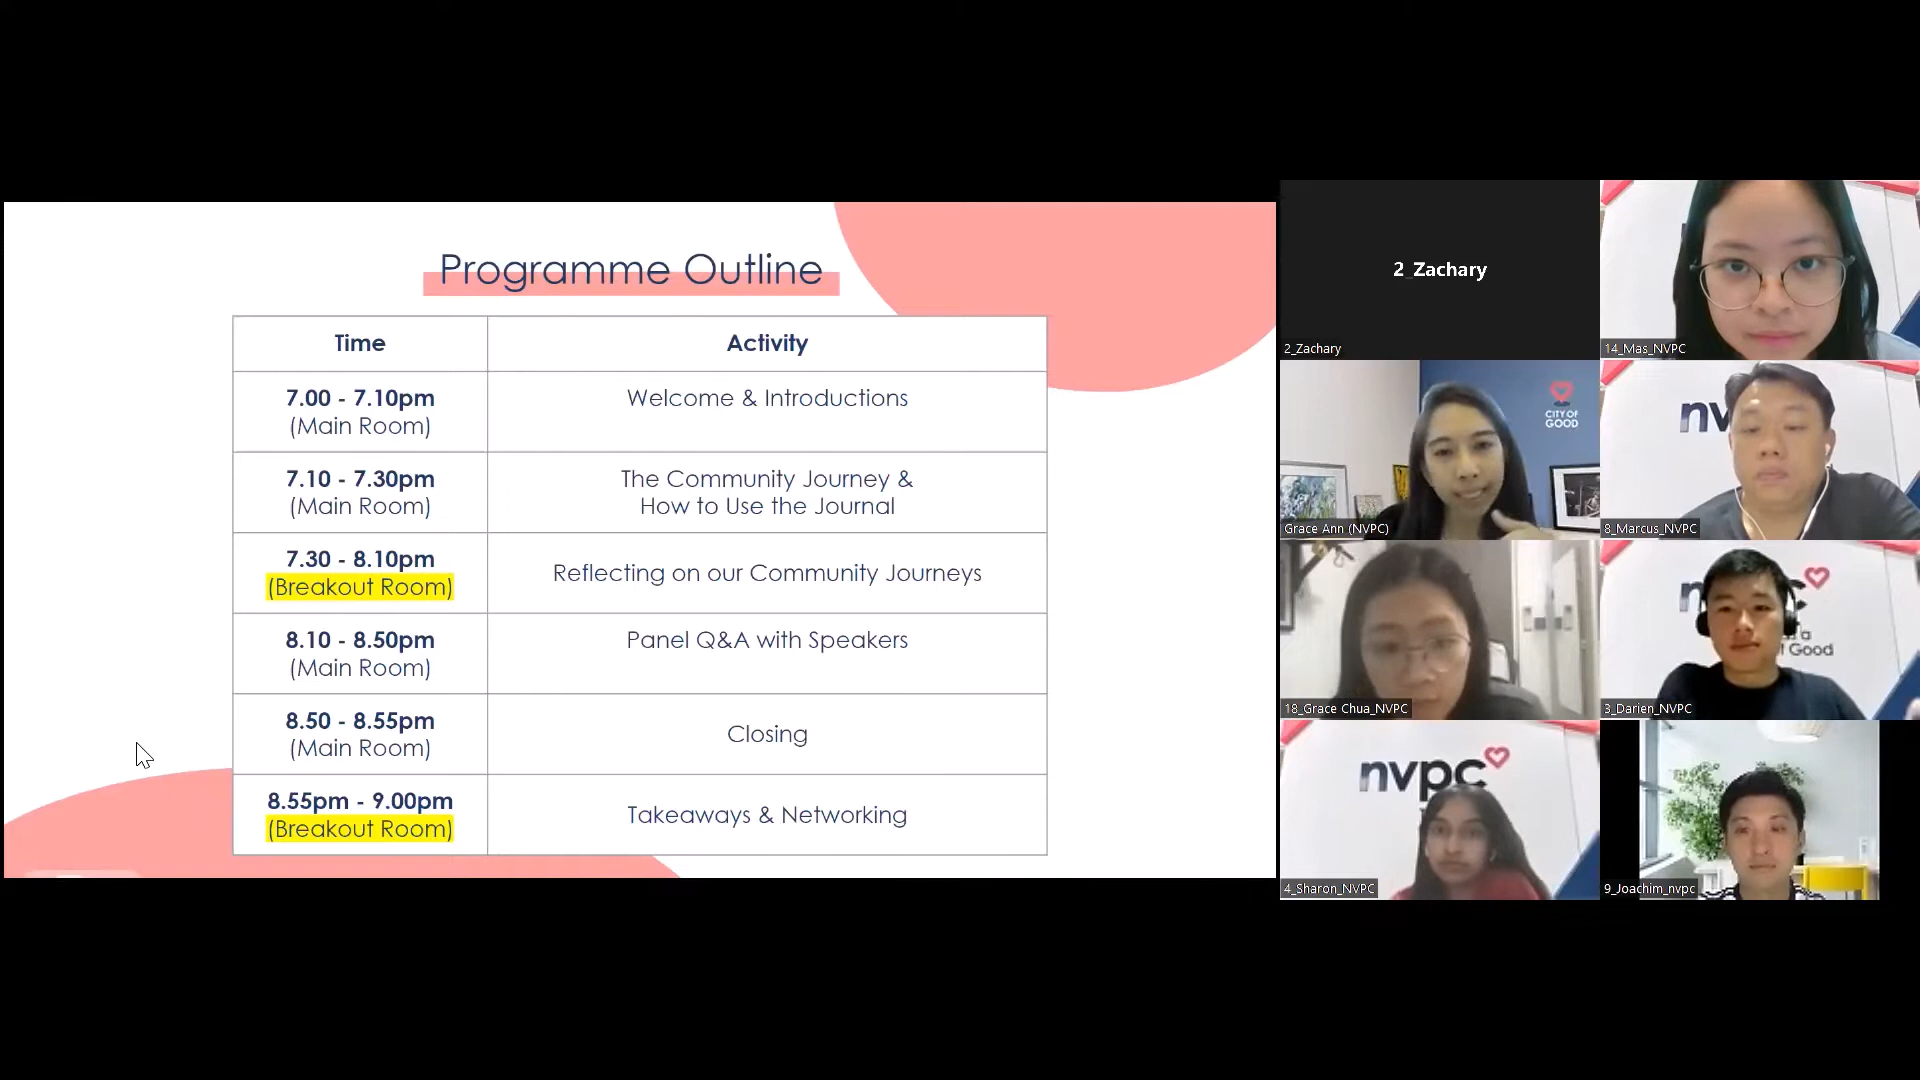 Programme Outline
Time
Activity
7.00 - 7.10pm
(Main Room)
Welcome & Introductions
7.10 - 7.30pm
(Main Room)
The Community Journey &
How to Use the Journal
7.30 - 8.10pm
(Breakout Room)
Reflecting on our Community Journeys
8.10 - 8.50pm
(Main Room)
Panel Q&A with Speakers
8.50 - 8.55pm
(Main Room)
Closing
8.55pm - 9.00pm
(Breakout Room)
Takeaways & Networking
2_Zachary
2_Zachary
14_Mas_NVPC
CITY OF
GOOD
Grace Ann (NVPC)
nv
8_Marcus_NVPC
18_Grace Chua_NVPC
Good
3_Darien_NVPC
nvpc
4_Sharon_NVPC
9_Joachim_nvpc